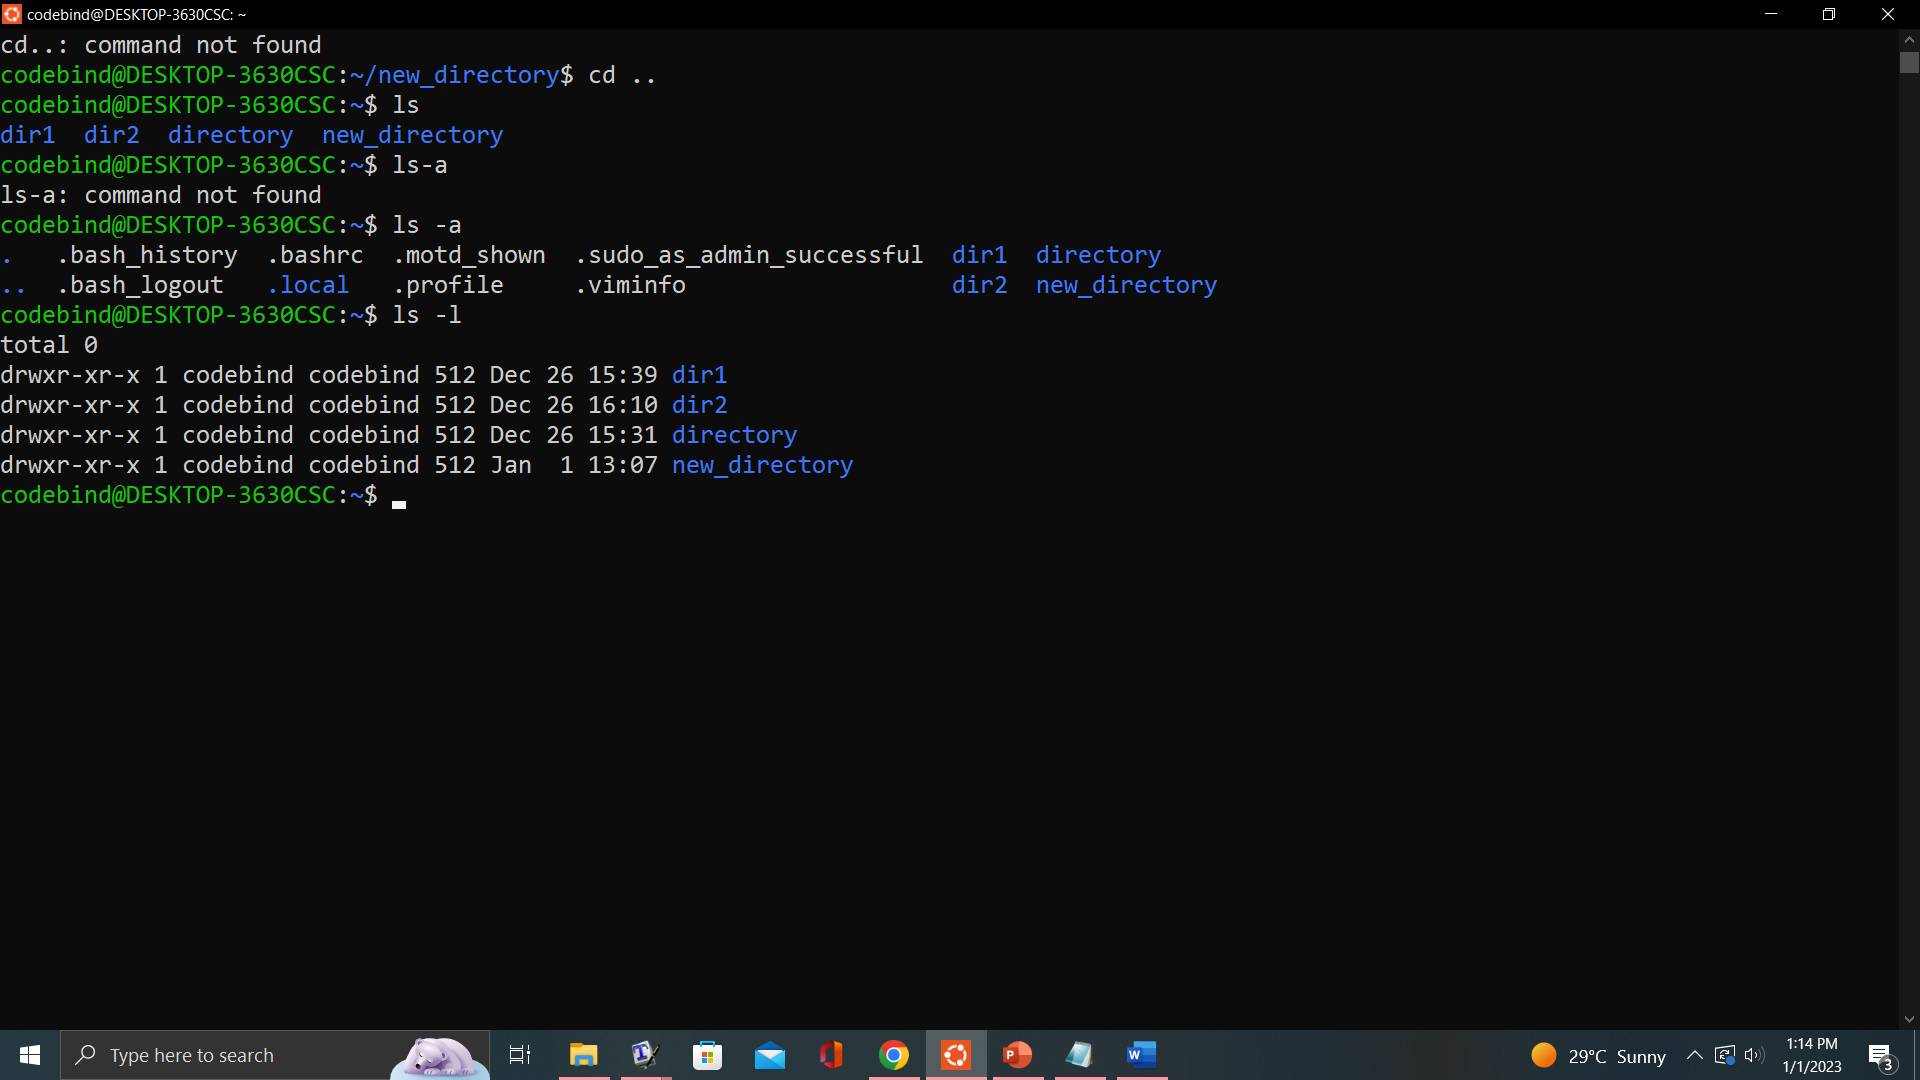 codebind@DESKTOP-3630CSC: ~
cd..: command not found
codebind@DESKTOP-3630CSC:~/new_directory$ cd ..
codebind@DESKTOP-3630CSC:~$ ls
dir1  dir2  directory  new_directory
codebind@DESKTOP-3630CSC:~$ ls-a
ls-a: command not found
codebind@DESKTOP-3630CSC:~$ ls -a
.   .bash_history  .bashrc  .motd_shown  .sudo_as_admin_successful  dir1  directory
..  .bash_logout   .local   .profile     .viminfo                   dir2  new_directory
codebind@DESKTOP-3630CSC:~$ ls -l
total 0
drwxr-xr-x 1 codebind codebind 512 Dec 26 15:39 dir1
drwxr-xr-x 1 codebind codebind 512 Dec 26 16:10 dir2
drwxr-xr-x 1 codebind codebind 512 Dec 26 15:31 directory
drwxr-xr-x 1 codebind codebind 512 Jan  1 13:07 new_directory
codebind@DESKTOP-3630CSC:~$
Type here to search
P
W
29°C Sunny
1:14 PM
1/1/2023
3